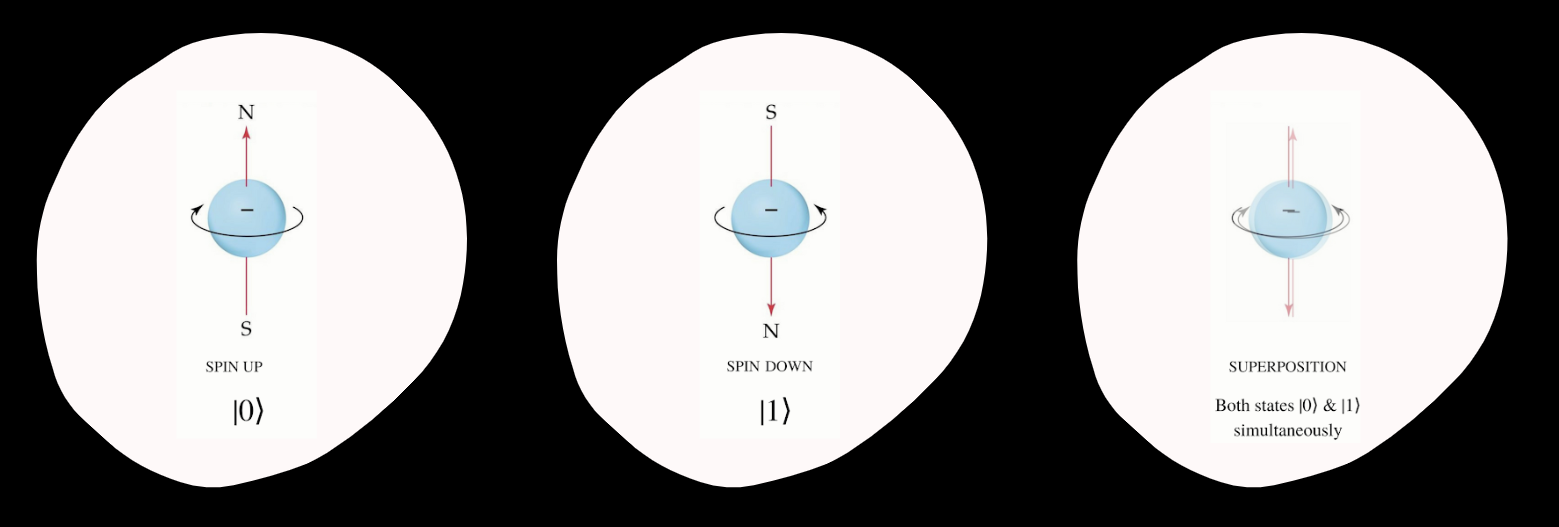 N
S
SPIN UP
|0⟩
S
N
SPIN DOWN
|1⟩
SUPERPOSITION
Both states |0⟩ & |1⟩
simultaneously